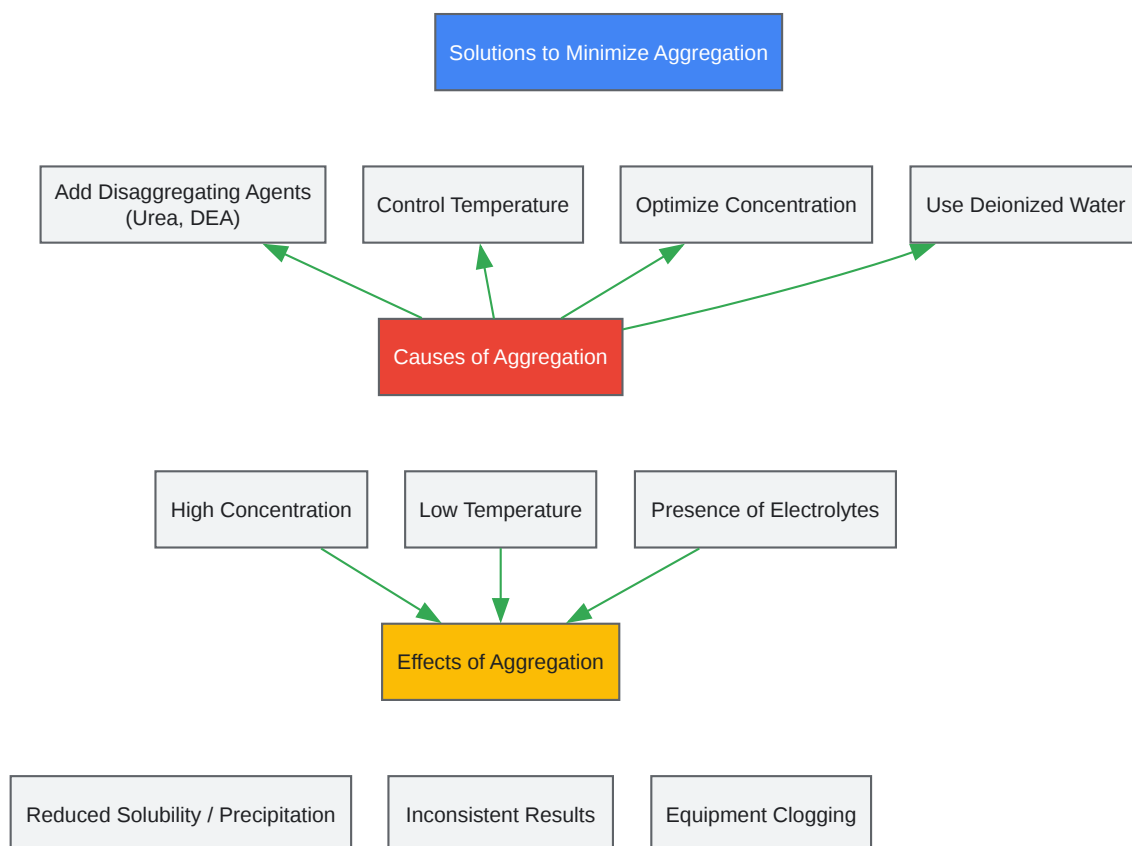 Solutions to Minimize Aggregation
Add Disaggregating Agents
(Urea, DEA)
Control Temperature
Optimize Concentration
Use Deionized Water
Causes of Aggregation
High Concentration
Low Temperature
Presence of Electrolytes
Effects of Aggregation
Reduced Solubility / Precipitation
Inconsistent Results
Equipment Clogging